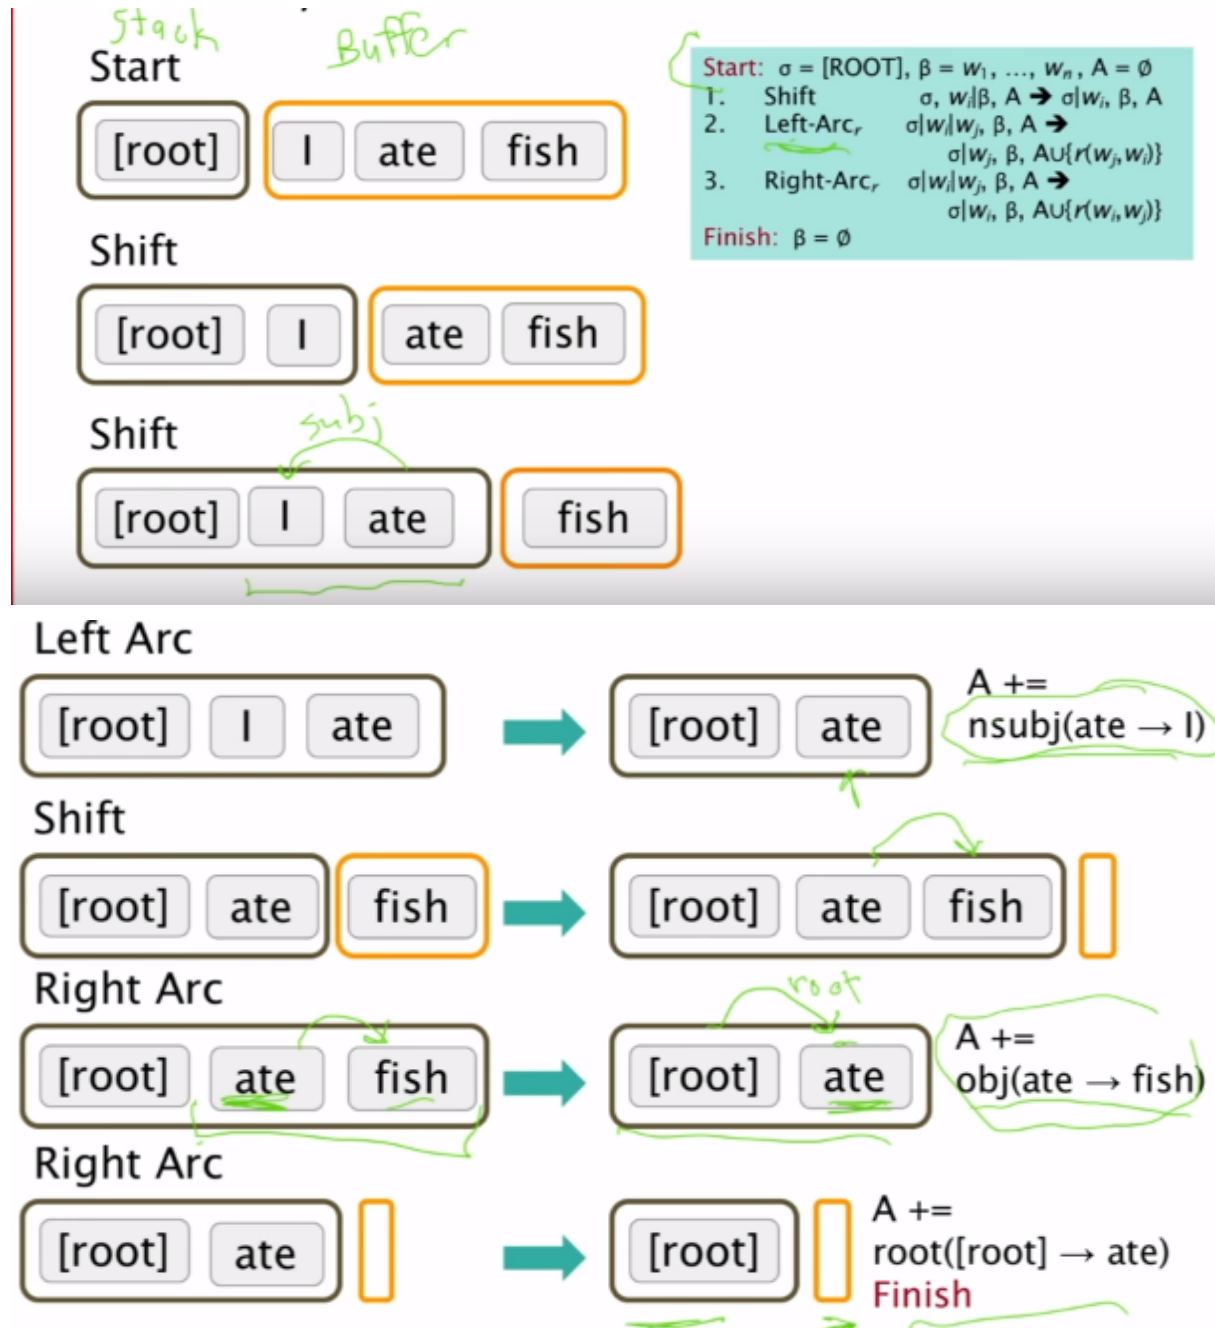 Stack
Buffer
Start
[root] I ate fish
Start: σ = [ROOT], β = w₁, …, wₙ, A = Ø
1. Shift σ, wᵢ|β, A ➔ σ|wᵢ, β, A
2. Left-Arcᵣ σ|wᵢ|wⱼ, β, A ➔
σ|wⱼ, β, A∪{r(wⱼ,wᵢ)}
3. Right-Arcᵣ σ|wᵢ|wⱼ, β, A ➔
σ|wᵢ, β, A∪{r(wᵢ,wⱼ)}
Finish: β = Ø
Shift
[root] I ate fish
Shift
subj
[root] I ate fish
Left Arc
[root] I ate [root] ate
A +=
nsubj(ate → I)
Shift
[root] ate fish [root] ate fish
Right Arc
root
[root] ate fish [root] ate
A +=
obj(ate → fish)
Right Arc
[root] ate [root]
A +=
root([root] → ate)
Finish